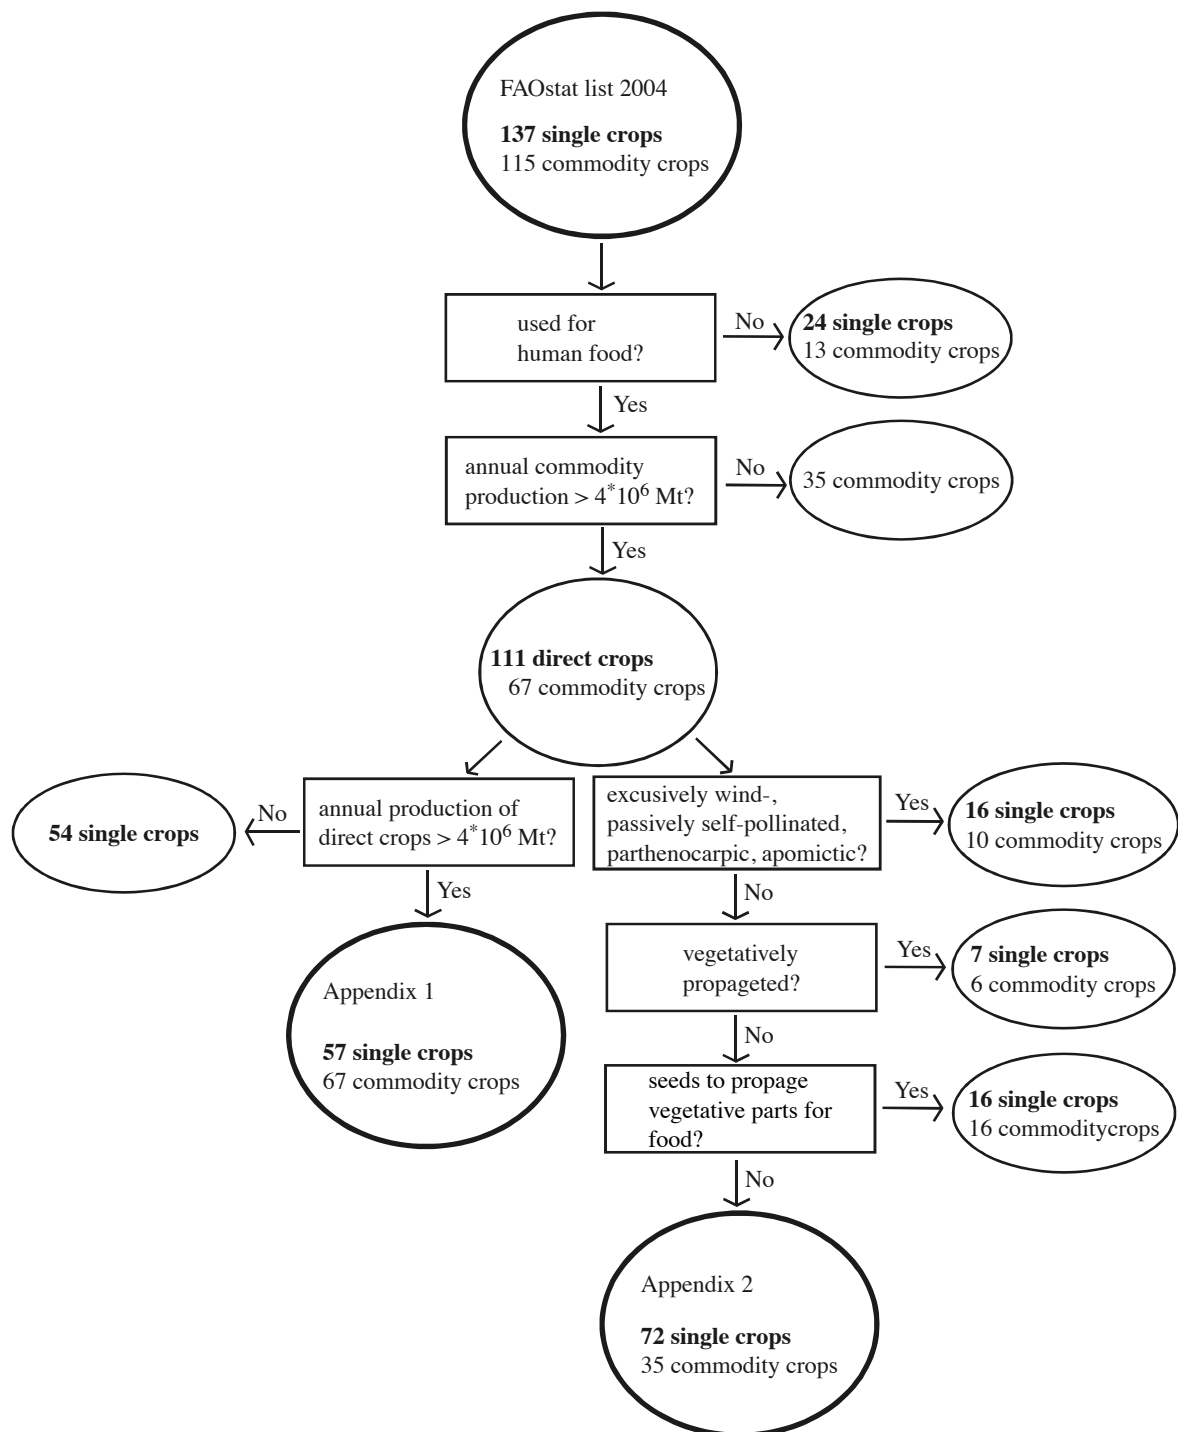 FAOstat list 2004
137 single crops
115 commodity crops
used for
human food?
No
24 single crops
13 commodity crops
Yes
annual commodity
production > 4*10⁶ Mt?
No
35 commodity crops
Yes
111 direct crops
67 commodity crops
annual production of
direct crops > 4*10⁶ Mt?
No
54 single crops
Yes
Appendix 1
57 single crops
67 commodity crops
excusively wind-,
passively self-pollinated,
parthenocarpic, apomictic?
Yes
16 single crops
10 commodity crops
No
vegetatively
propageted?
Yes
7 single crops
6 commodity crops
No
seeds to propage
vegetative parts for
food?
Yes
16 single crops
16 commoditycrops
No
Appendix 2
72 single crops
35 commodity crops